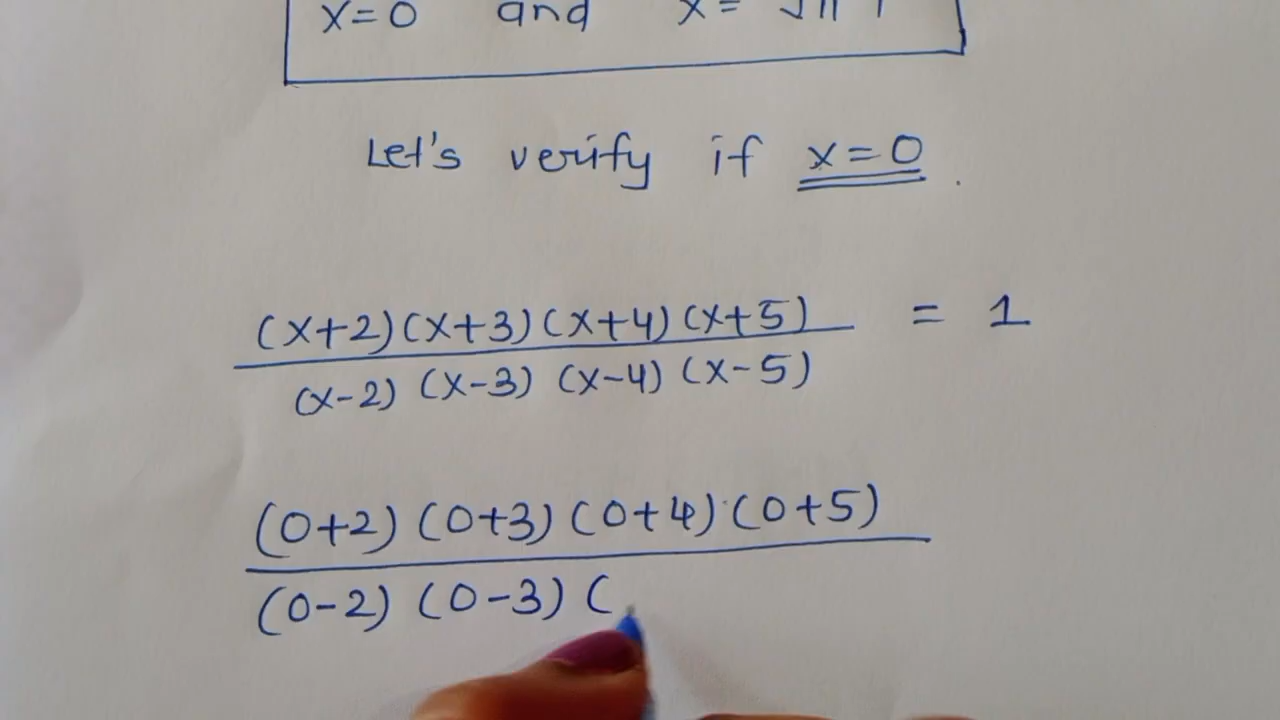 x=0 and x=
Let's verify if x=0.
(x+2)(x+3)(x+4)(x+5) = 1
(x-2) (x-3) (x-4) (x-5)
(0+2) (0+3) (0+4) (0+5)
(0-2) (0-3) (